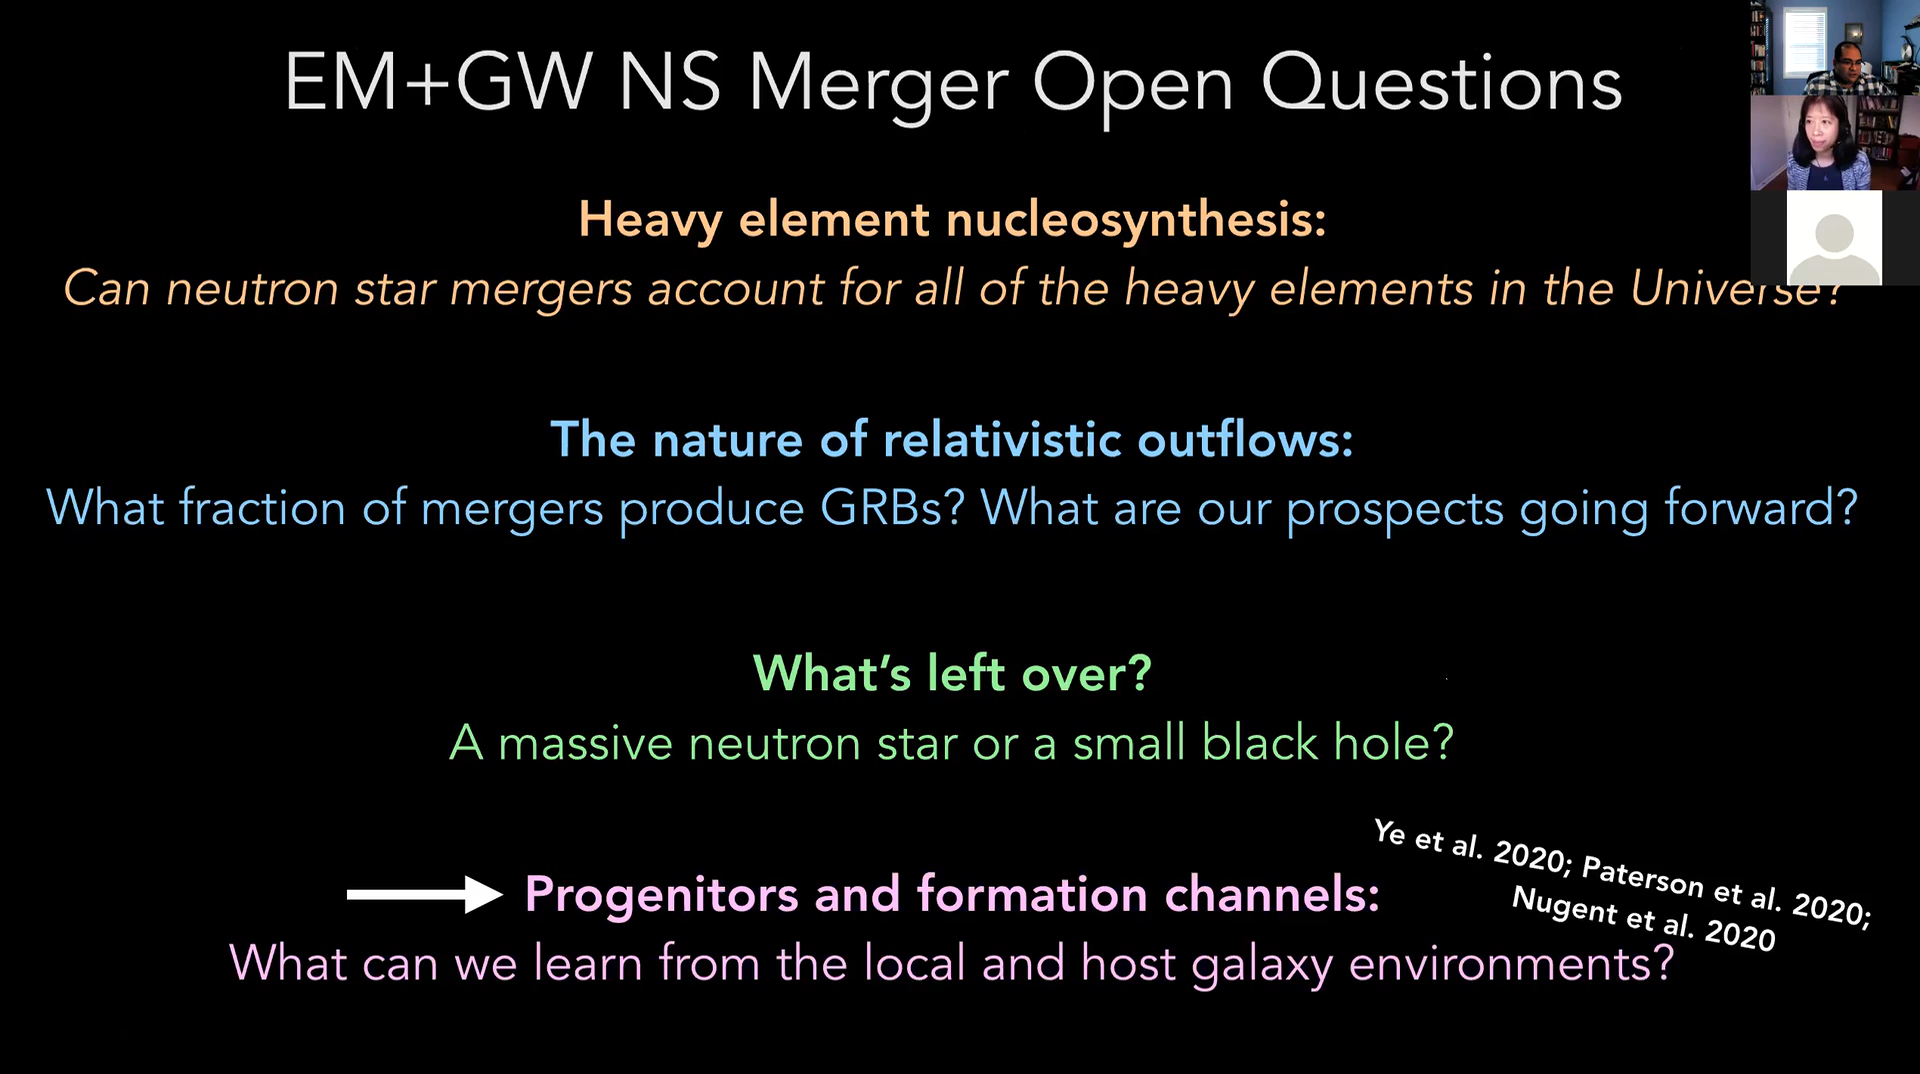 EM+GW NS Merger Open Questions
Heavy element nucleosynthesis:
Can neutron star mergers account for all of the heavy elements in the Universe?
The nature of relativistic outflows:
What fraction of mergers produce GRBs? What are our prospects going forward?
What's left over?
A massive neutron star or a small black hole?
Ye et al. 2020; Paterson et al. 2020;
Nugent et al. 2020
Progenitors and formation channels:
What can we learn from the local and host galaxy environments?